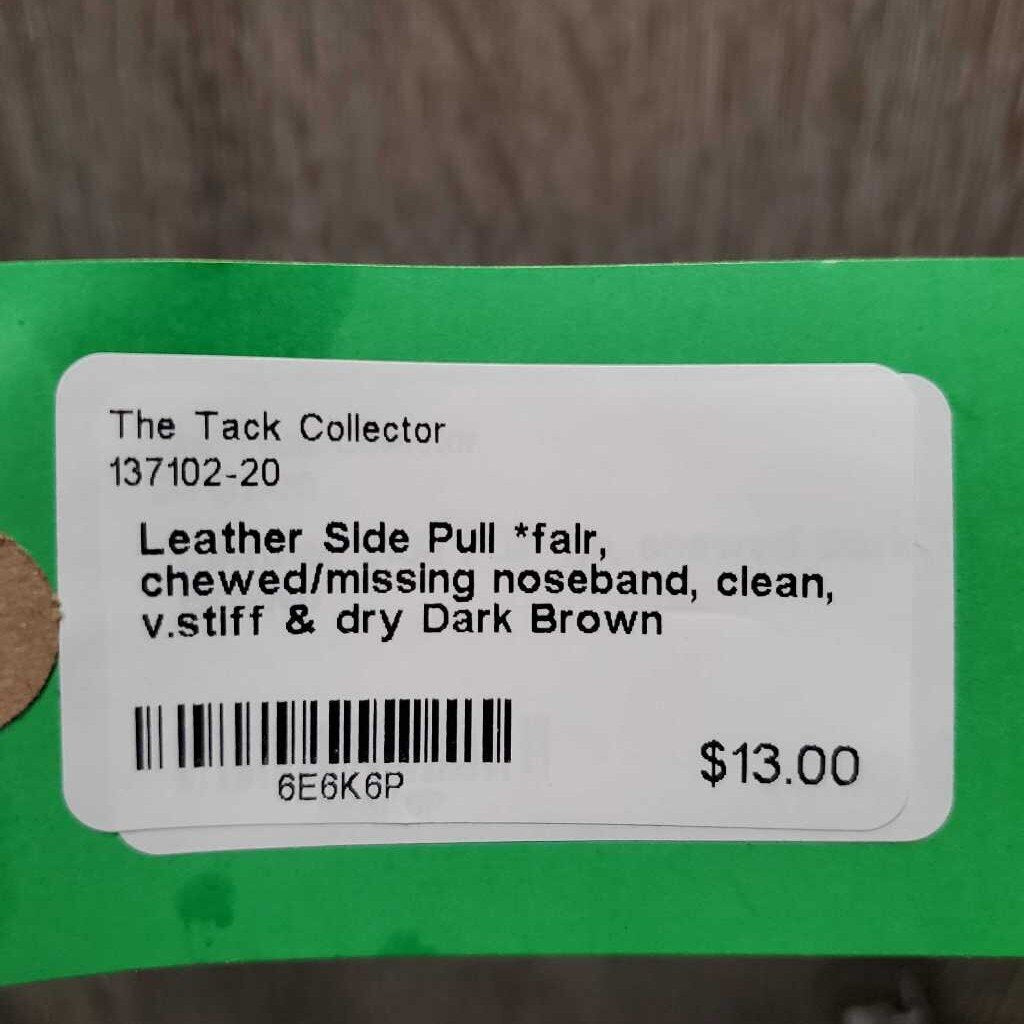 The Tack Collector
137102-20
Leather Side Pull *fair,
chewed/missing noseband, clean,
v.stiff & dry Dark Brown
6E6K6P
$13.00